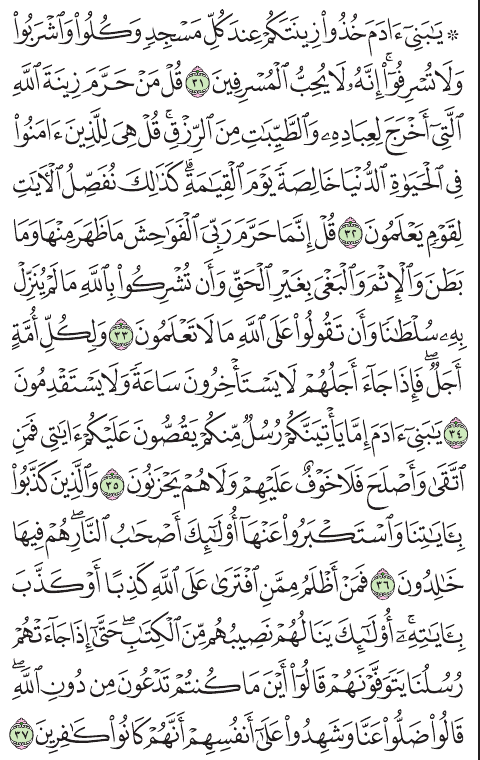 ۞ يَٰبَنِيٓ ءَادَمَ خُذُواْ زِينَتَكُمۡ عِندَ كُلِّ مَسۡجِدٖ وَكُلُواْ وَٱشۡرَبُواْ
وَلَا تُسۡرِفُوٓاْۚ إِنَّهُۥ لَا يُحِبُّ ٱلۡمُسۡرِفِينَ ٣١ قُلۡ مَنۡ حَرَّمَ زِينَةَ ٱللَّهِ
ٱلَّتِيٓ أَخۡرَجَ لِعِبَادِهِۦ وَٱلطَّيِّبَٰتِ مِنَ ٱلرِّزۡقِۚ قُلۡ هِيَ لِلَّذِينَ ءَامَنُواْ
فِي ٱلۡحَيَوٰةِ ٱلدُّنۡيَا خَالِصَةٗ يَوۡمَ ٱلۡقِيَٰمَةِۗ كَذَٰلِكَ نُفَصِّلُ ٱلۡأٓيَٰتِ
لِقَوۡمٖ يَعۡلَمُونَ ٣٢ قُلۡ إِنَّمَا حَرَّمَ رَبِّيَ ٱلۡفَوَٰحِشَ مَا ظَهَرَ مِنۡهَا وَمَا
بَطَنَ وَٱلۡإِثۡمَ وَٱلۡبَغۡيَ بِغَيۡرِ ٱلۡحَقِّ وَأَن تُشۡرِكُواْ بِٱللَّهِ مَا لَمۡ يُنَزِّلۡ
بِهِۦ سُلۡطَٰنٗا وَأَن تَقُولُواْ عَلَى ٱللَّهِ مَا لَا تَعۡلَمُونَ ٣٣ وَلِكُلِّ أُمَّةٍ
أَجَلٞۖ فَإِذَا جَآءَ أَجَلُهُمۡ لَا يَسۡتَأۡخِرُونَ سَاعَةٗ وَلَا يَسۡتَقۡدِمُونَ
٣٤ يَٰبَنِيٓ ءَادَمَ إِمَّا يَأۡتِيَنَّكُمۡ رُسُلٞ مِّنكُمۡ يَقُصُّونَ عَلَيۡكُمۡ ءَايَٰتِي فَمَنِ
ٱتَّقَىٰ وَأَصۡلَحَ فَلَا خَوۡفٌ عَلَيۡهِمۡ وَلَا هُمۡ يَحۡزَنُونَ ٣٥ وَٱلَّذِينَ كَذَّبُواْ
بِـَٔايَٰتِنَا وَٱسۡتَكۡبَرُواْ عَنۡهَآ أُوْلَٰٓئِكَ أَصۡحَٰبُ ٱلنَّارِۖ هُمۡ فِيهَا
خَٰلِدُونَ ٣٦ فَمَنۡ أَظۡلَمُ مِمَّنِ ٱفۡتَرَىٰ عَلَى ٱللَّهِ كَذِبًا أَوۡ كَذَّبَ
بِـَٔايَٰتِهِۦٓۚ أُوْلَٰٓئِكَ يَنَالُهُمۡ نَصِيبُهُم مِّنَ ٱلۡكِتَٰبِۖ حَتَّىٰٓ إِذَا جَآءَتۡهُمۡ
رُسُلُنَا يَتَوَفَّوۡنَهُمۡ قَالُوٓاْ أَيۡنَ مَا كُنتُمۡ تَدۡعُونَ مِن دُونِ ٱللَّهِۖ
قَالُواْ ضَلُّواْ عَنَّا وَشَهِدُواْ عَلَىٰٓ أَنفُسِهِمۡ أَنَّهُمۡ كَانُواْ كَٰفِرِينَ ٣٧